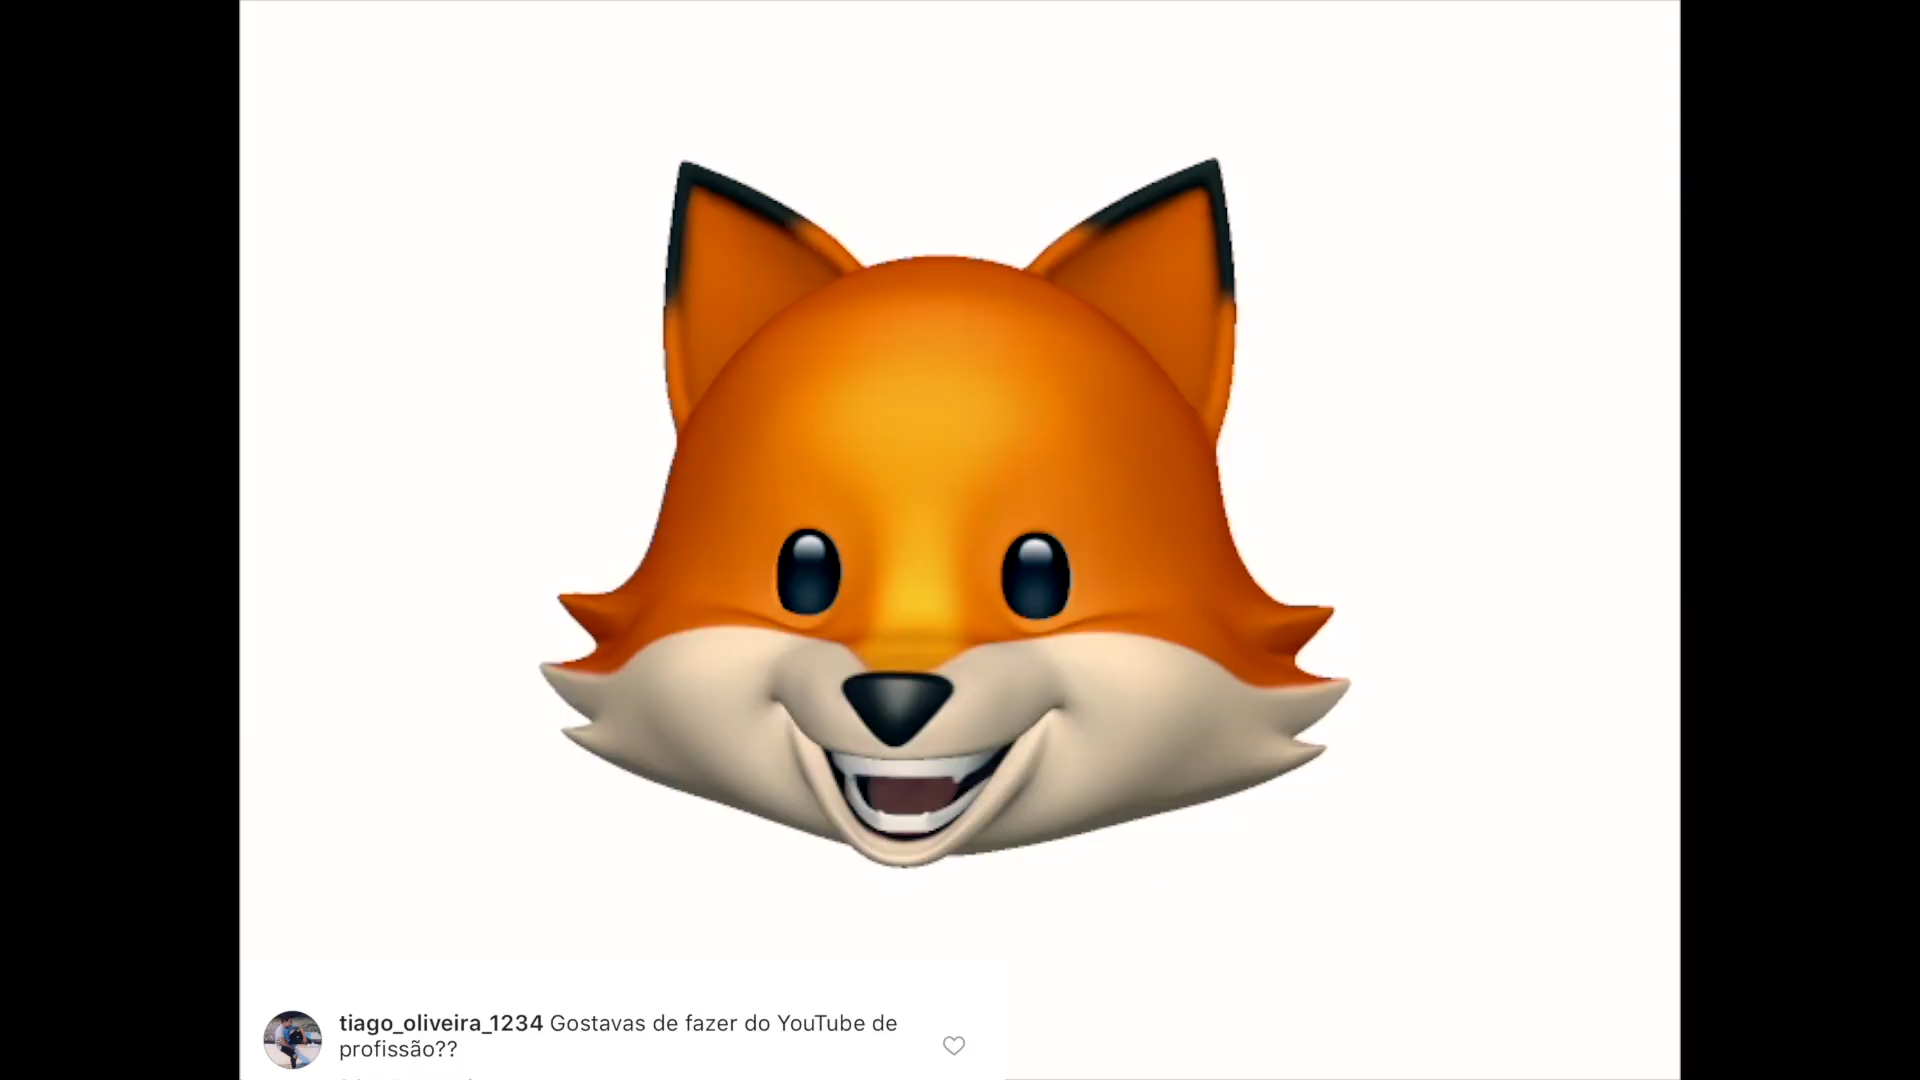 tiago_oliveira_1234 Gostavas de fazer do YouTube de
profissão??